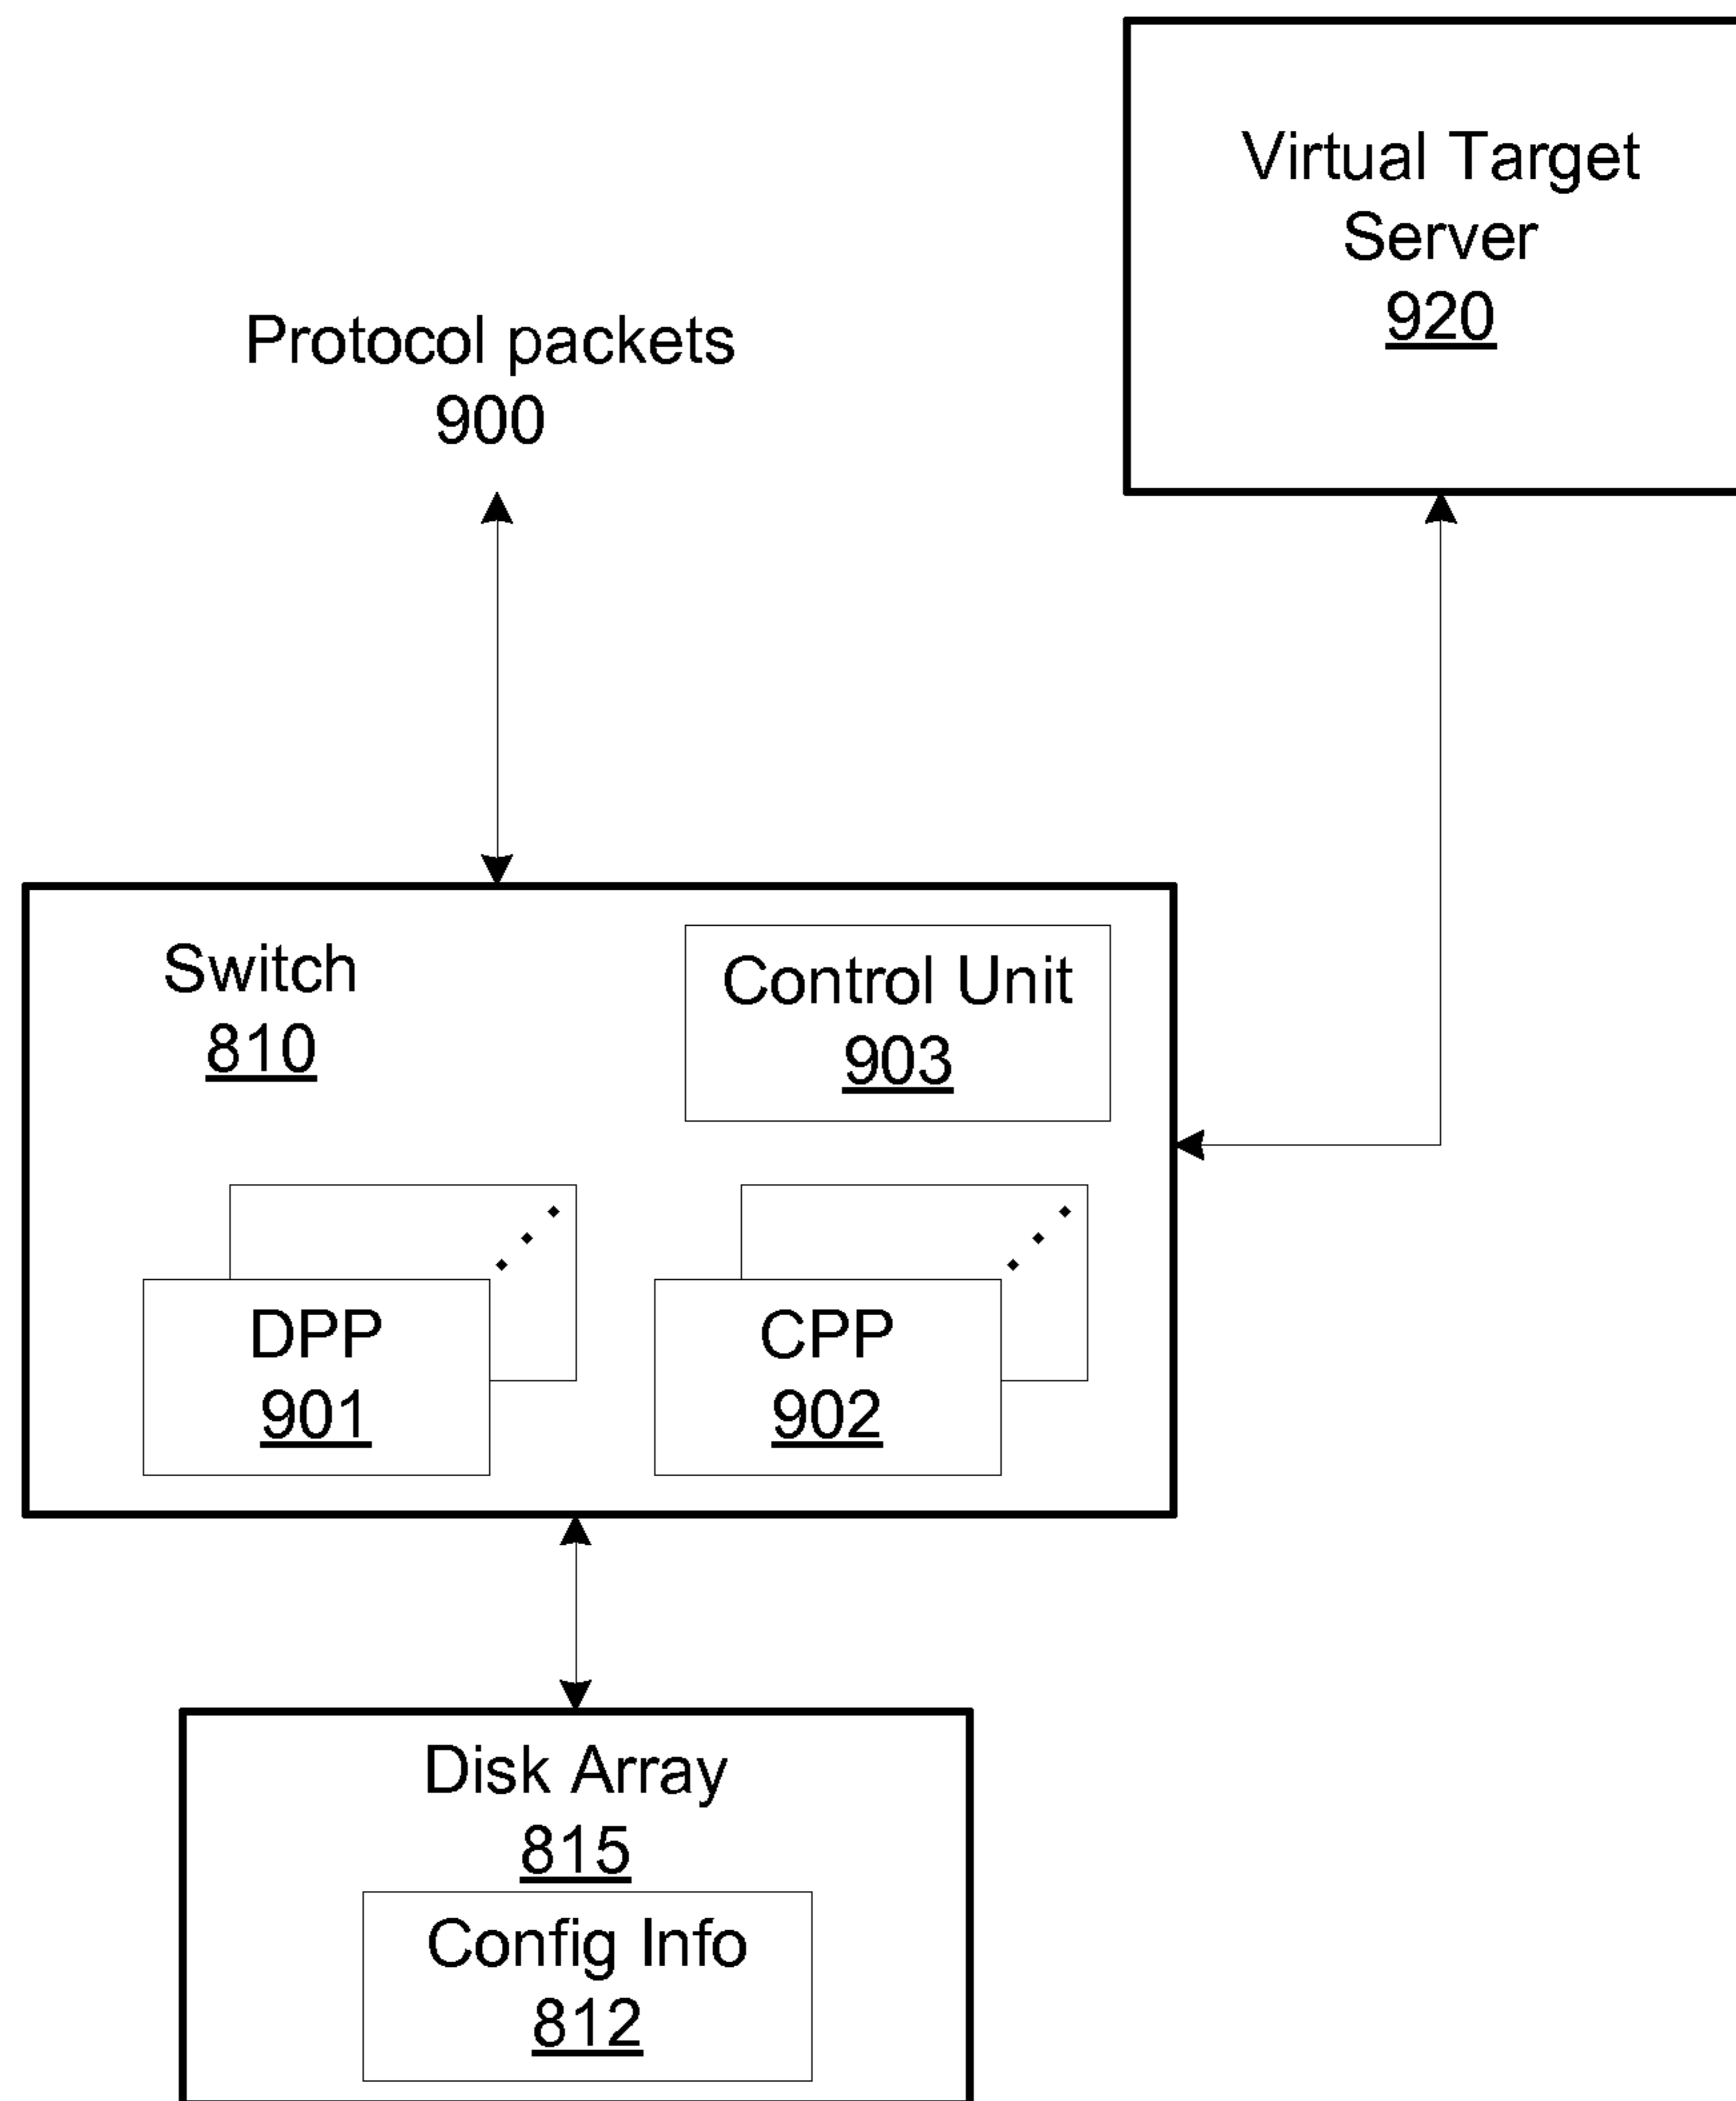 Virtual Target
Server
920
Protocol packets
900
Switch
810
Control Unit
903
DPP
901
CPP
902
Disk Array
815
Config Info
812